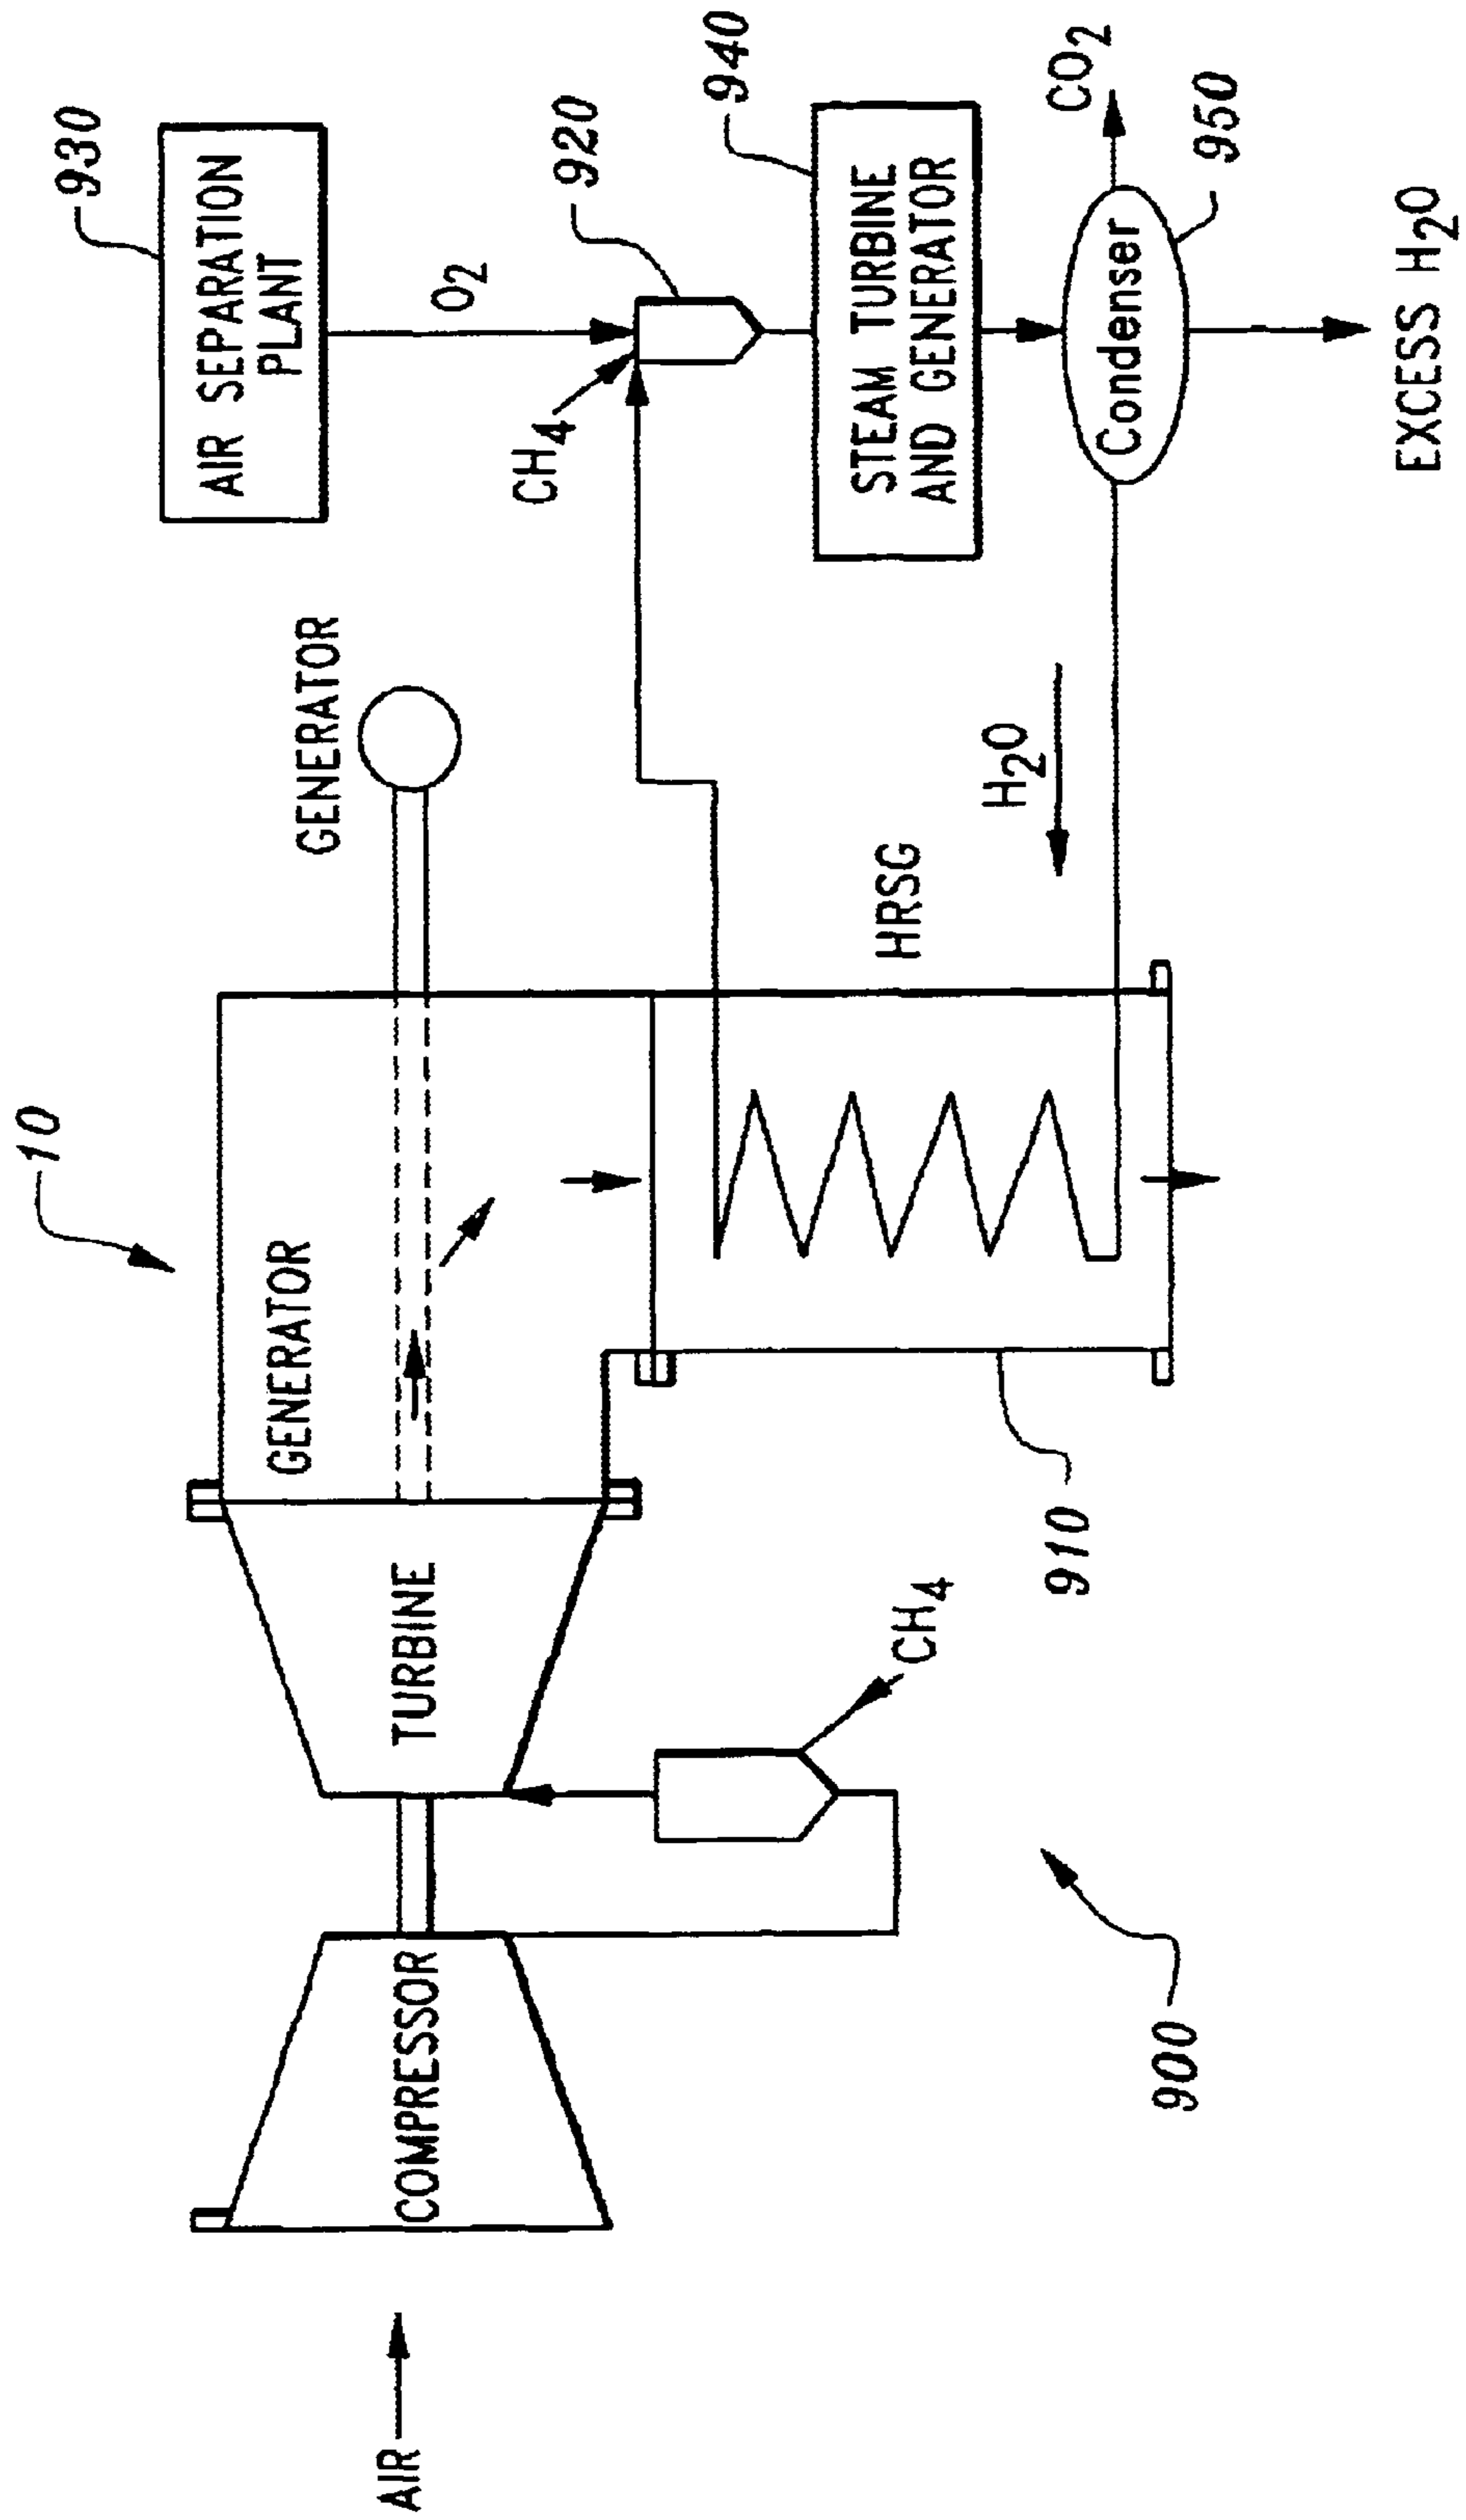 10
930
AIR SEPARATION
PLANT
GENERATOR
GENERATOR
AIR
COMPRESSOR
TURBINE
O2
CH4
920
940
STEAM TURBINE
AND GENERATOR
HRSG
CH4
H2O
910
CO2
Condenser
900
950
EXCESS H2O